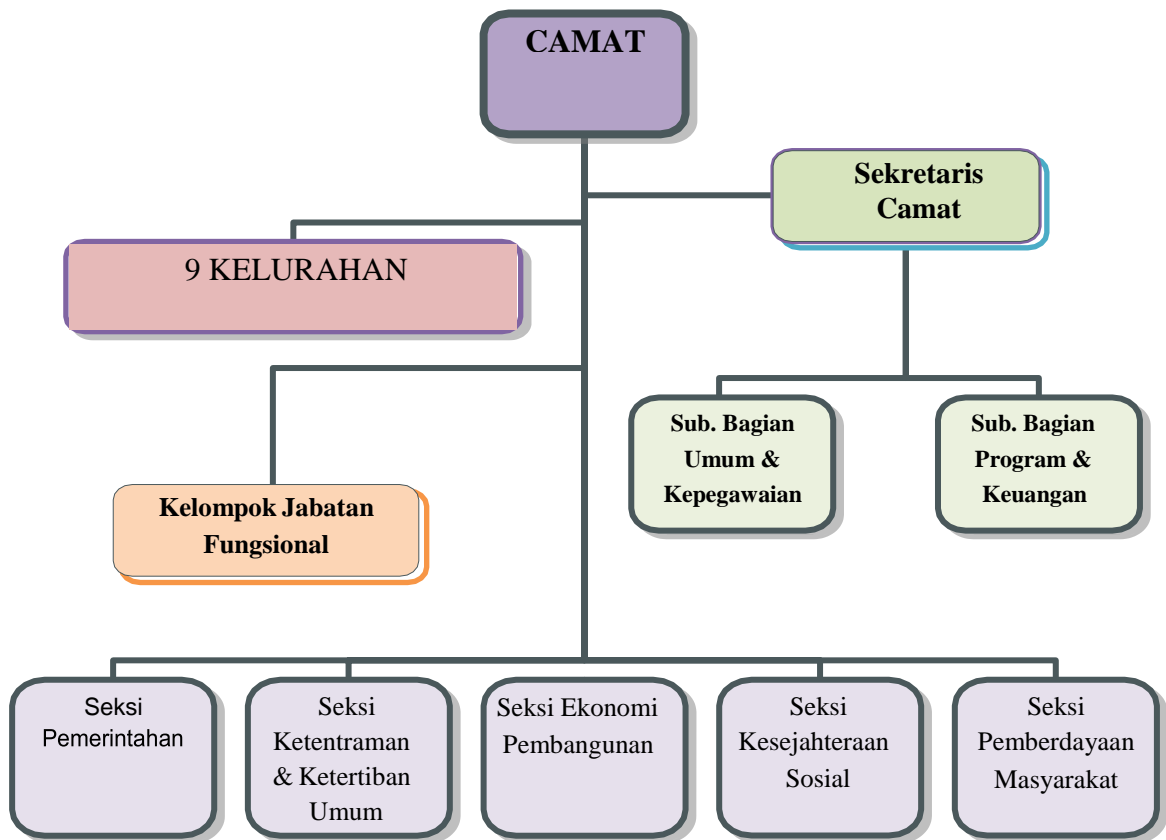 CAMAT
Sekretaris
Camat
9 KELURAHAN
Sub. Bagian
Umum &
Kepegawaian
Sub. Bagian
Program &
Keuangan
Kelompok Jabatan
Fungsional
Seksi
Pemerintahan
Seksi
Ketentraman
& Ketertiban
Umum
Seksi Ekonomi
Pembangunan
Seksi
Kesejahteraan
Sosial
Seksi
Pemberdayaan
Masyarakat